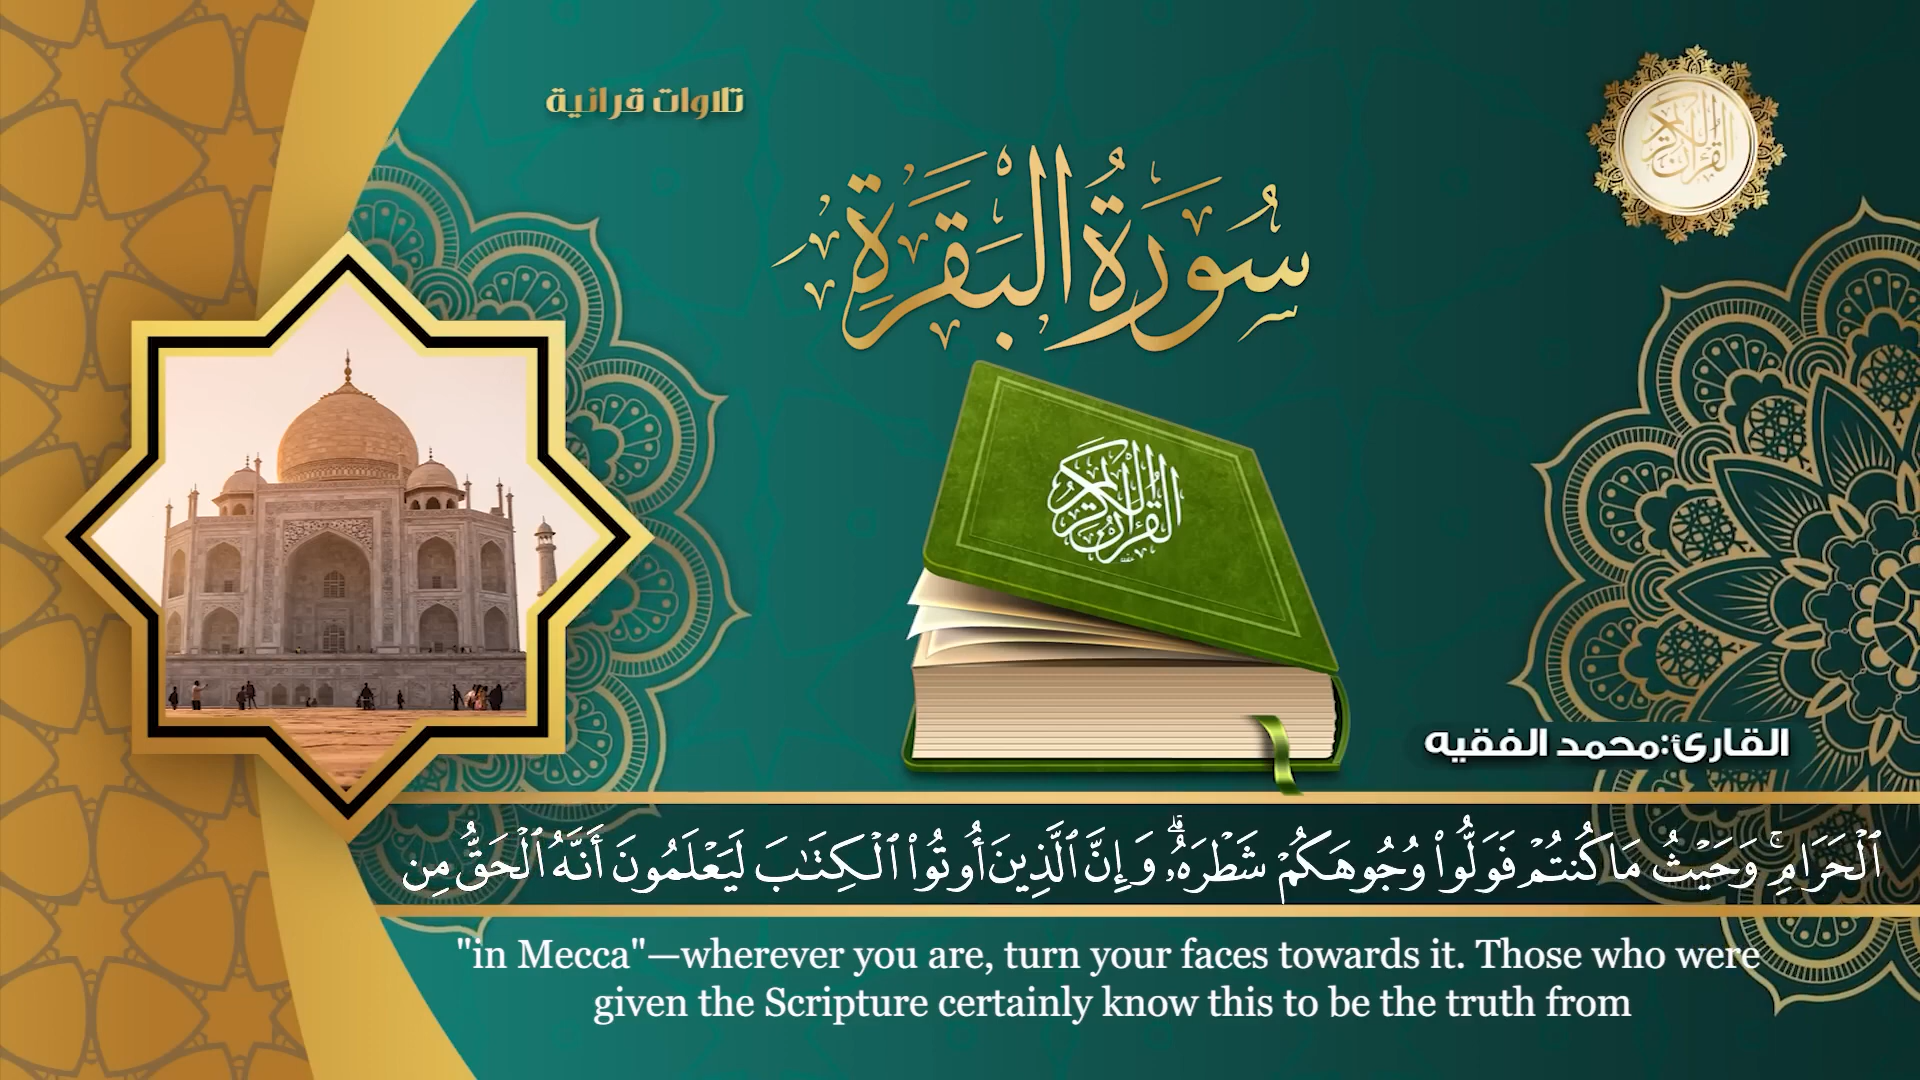 تلاوات قرانية
القرآن الكريم
سُورَةُ البَقَرَةِ
القرآن الكريم
القارئ:محمد الفقيه
ٱلْحَرَامِۚ وَحَيْثُ مَا كُنتُمْ فَوَلُّوا۟ وُجُوهَكُمْ شَطْرَهُۥۗ وَإِنَّ ٱلَّذِينَ أُوتُوا۟ ٱلْكِتَـٰبَ لَيَعْلَمُونَ أَنَّهُ ٱلْحَقُّ مِن
"in Mecca"—wherever you are, turn your faces towards it. Those who were
given the Scripture certainly know this to be the truth from